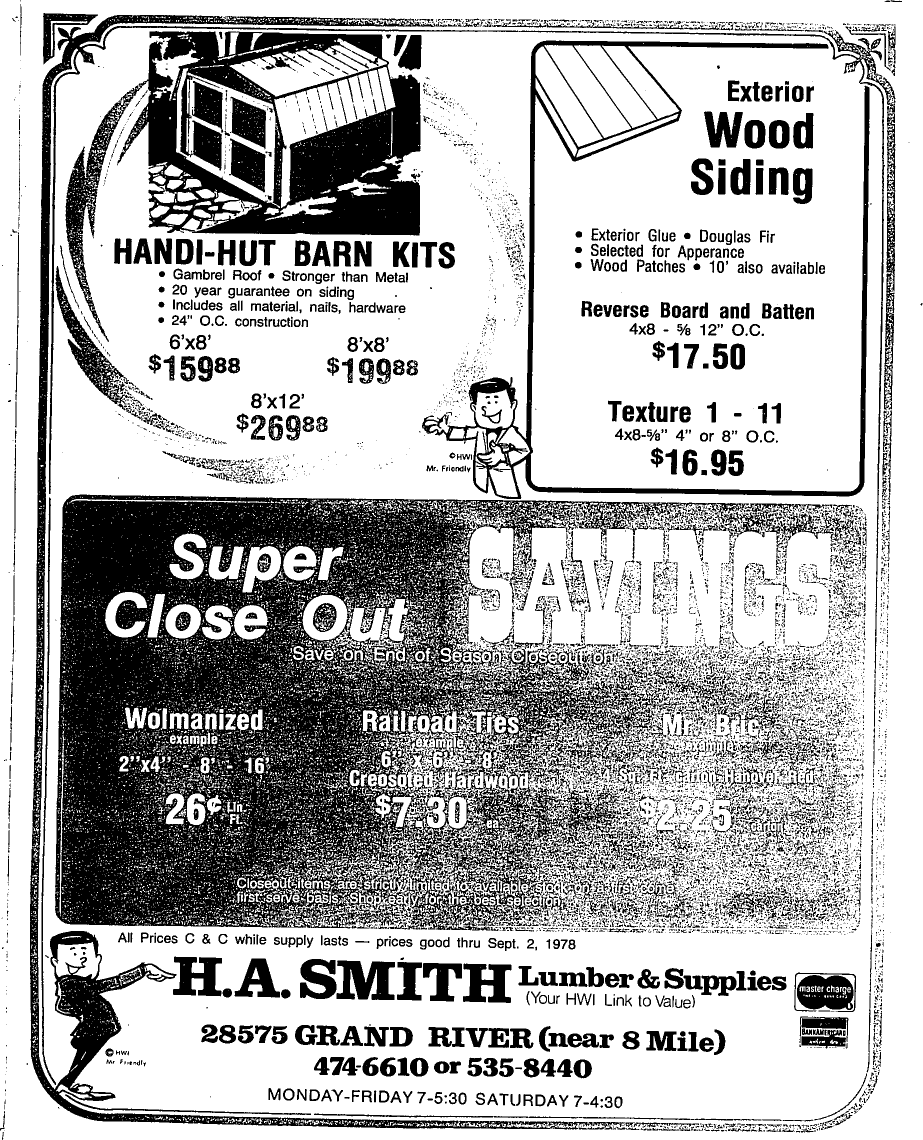 HANDI-HUT BARN KITS
• Gambrel Roof • Stronger than Metal
• 20 year guarantee on siding
• Includes all material, nails, hardware
• 24" O.C. construction
6'x8' 8'x8'
$15988 $19988
8'x12'
$26988
©HWI
Mr. Friendly
Exterior
Wood
Siding
• Exterior Glue • Douglas Fir
• Selected for Apperance
• Wood Patches • 10' also available
Reverse Board and Batten
4x8 - ⅝ 12" O.C.
$17.50
Texture 1 - 11
4x8-⅝" 4" or 8" O.C.
$16.95
Super
Close Out
SAVINGS
Save on End of Season Closeout on
Wolmanized
example
2"x4" - 8' - 16'
26¢ Lin.
Ft.
Railroad Ties
example
6" x 6" - 8'
Creosoted Hardwood
$7.30
Mr. Bric
example
4 Sq. Ft. Carton Hanover Red
$2.25 carton
Closeout items are strictly limited to available stock on a first come
first serve basis. Shop early for the best selection.
All Prices C & C while supply lasts — prices good thru Sept. 2, 1978
H.A. SMITH Lumber & Supplies
(Your HWI Link to Value)
master charge
BANKAMERICARD
28575 GRAND RIVER (near 8 Mile)
474-6610 or 535-8440
MONDAY-FRIDAY 7-5:30 SATURDAY 7-4:30
© HWI
Mr Friendly